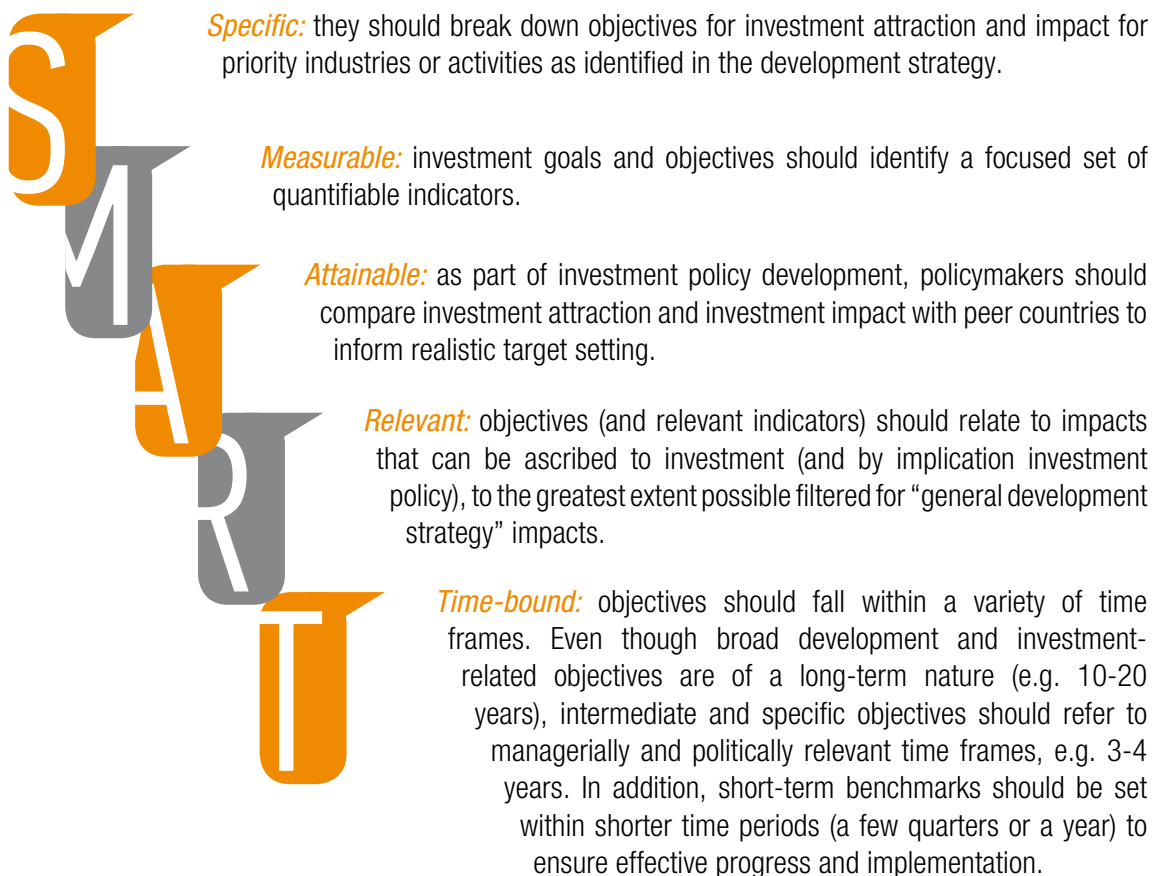 S
Specific: they should break down objectives for investment attraction and impact for
priority industries or activities as identified in the development strategy.
M
Measurable: investment goals and objectives should identify a focused set of
quantifiable indicators.
A
Attainable: as part of investment policy development, policymakers should
compare investment attraction and investment impact with peer countries to
inform realistic target setting.
R
Relevant: objectives (and relevant indicators) should relate to impacts
that can be ascribed to investment (and by implication investment
policy), to the greatest extent possible filtered for “general development
strategy” impacts.
T
Time-bound: objectives should fall within a variety of time
frames. Even though broad development and investment-
related objectives are of a long-term nature (e.g. 10-20
years), intermediate and specific objectives should refer to
managerially and politically relevant time frames, e.g. 3-4
years. In addition, short-term benchmarks should be set
within shorter time periods (a few quarters or a year) to
ensure effective progress and implementation.